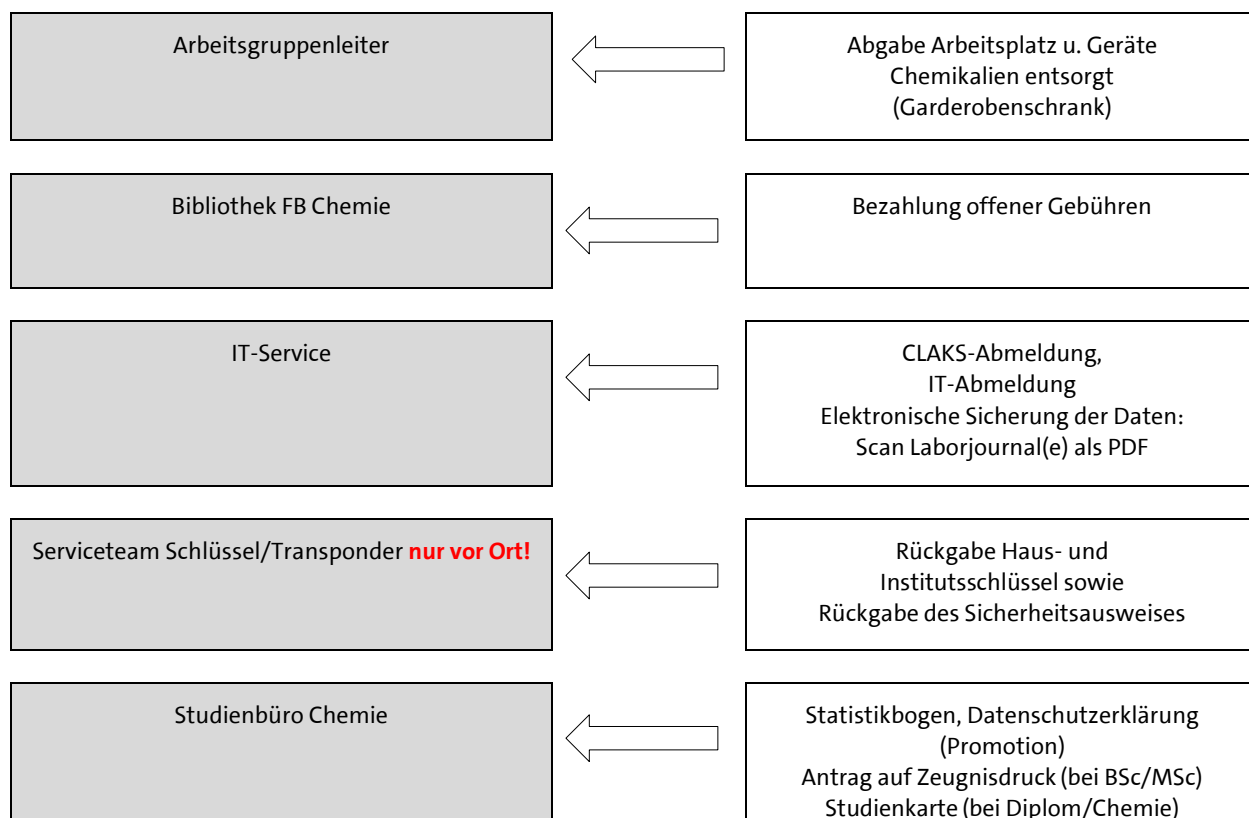 Arbeitsgruppenleiter
Abgabe Arbeitsplatz u. Geräte
Chemikalien entsorgt
(Garderobenschrank)
Bibliothek FB Chemie
Bezahlung offener Gebühren
IT-Service
CLAKS-Abmeldung,
IT-Abmeldung
Elektronische Sicherung der Daten:
Scan Laborjournal(e) als PDF
Serviceteam Schlüssel/Transponder nur vor Ort!
Rückgabe Haus- und
Institutsschlüssel sowie
Rückgabe des Sicherheitsausweises
Studienbüro Chemie
Statistikbogen, Datenschutzerklärung
(Promotion)
Antrag auf Zeugnisdruck (bei BSc/MSc)
Studienkarte (bei Diplom/Chemie)